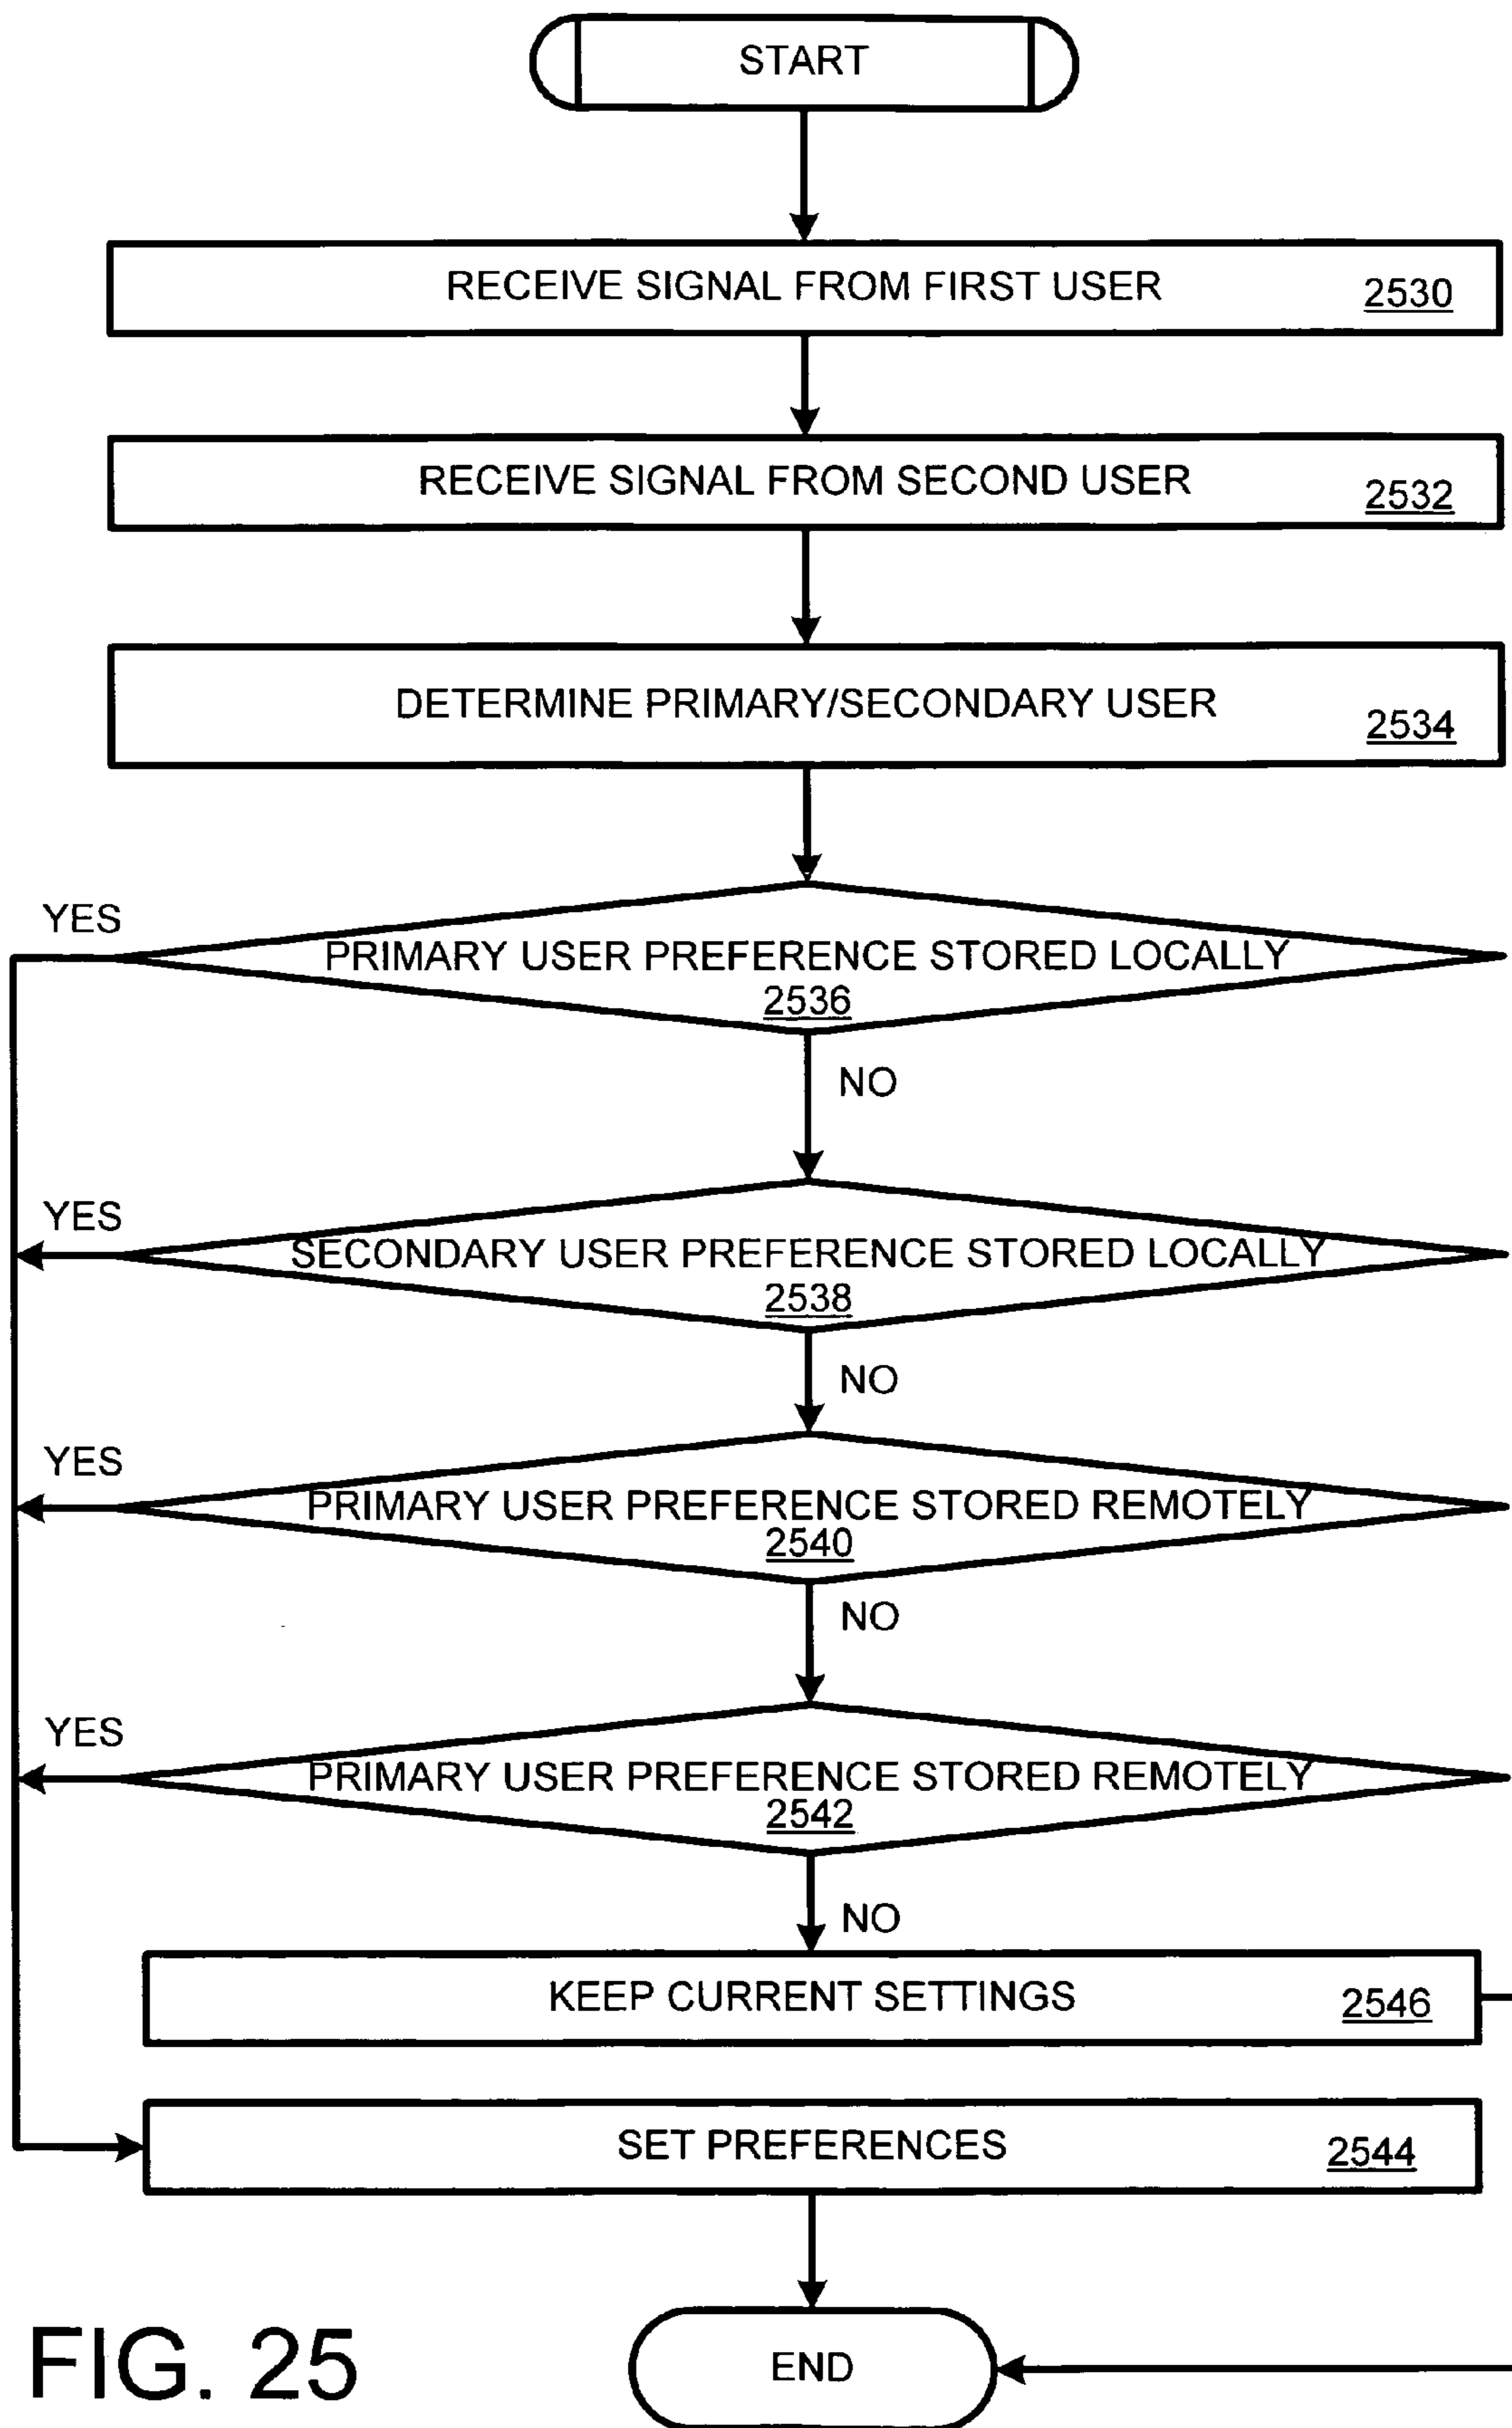 START
RECEIVE SIGNAL FROM FIRST USER 2530
RECEIVE SIGNAL FROM SECOND USER 2532
DETERMINE PRIMARY/SECONDARY USER 2534
YES
PRIMARY USER PREFERENCE STORED LOCALLY
2536
NO
YES
SECONDARY USER PREFERENCE STORED LOCALLY
2538
NO
YES
PRIMARY USER PREFERENCE STORED REMOTELY
2540
NO
YES
PRIMARY USER PREFERENCE STORED REMOTELY
2542
NO
KEEP CURRENT SETTINGS 2546
SET PREFERENCES 2544
END
FIG. 25